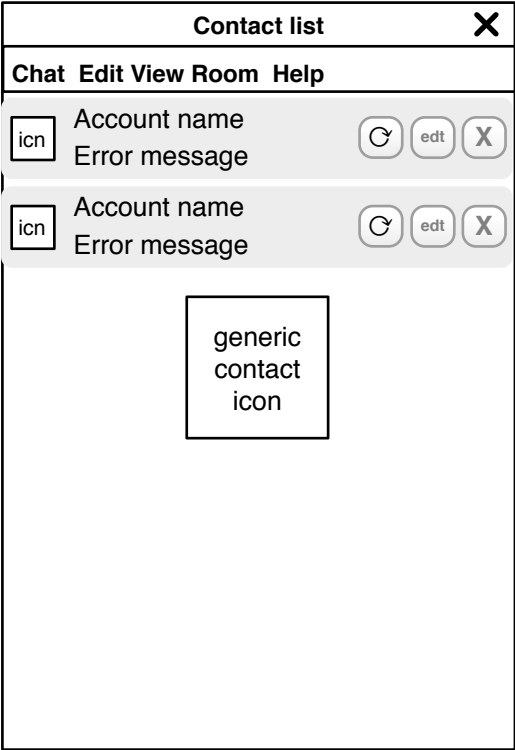 Contact list
Chat Edit View Room Help
icn
Account name
Error message
edt
X
icn
Account name
Error message
edt
X
generic
contact
icon